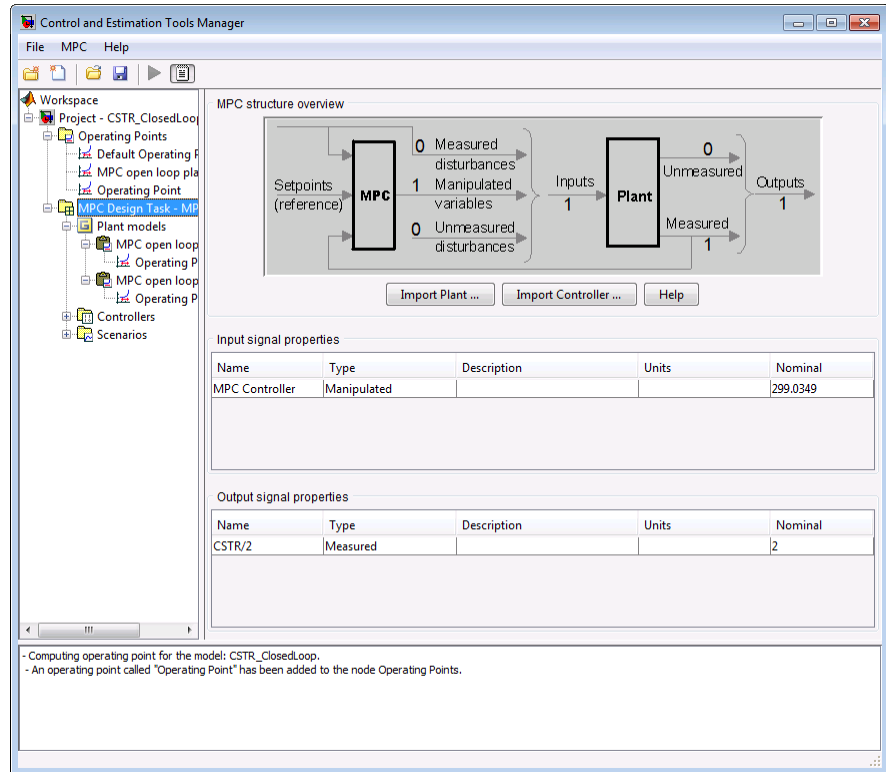 Control and Estimation Tools Manager
File MPC Help
Workspace
Project - CSTR_ClosedLoo
Operating Points
Default Operating P
MPC open loop pla
Operating Point
MPC Design Task - MP
Plant models
MPC open loop
Operating P
MPC open loop
Operating P
Controllers
Scenarios
MPC structure overview
Setpoints
(reference)
MPC
0 Measured
disturbances
1 Manipulated
variables
0 Unmeasured
disturbances
Inputs
1
Plant
0
Unmeasured
Measured
1
Outputs
1
Import Plant ... Import Controller ... Help
Input signal properties
Name Type Description Units Nominal
MPC Controller Manipulated 299.0349
Output signal properties
Name Type Description Units Nominal
CSTR/2 Measured 2
- Computing operating point for the model: CSTR_ClosedLoop.
- An operating point called "Operating Point" has been added to the node Operating Points.